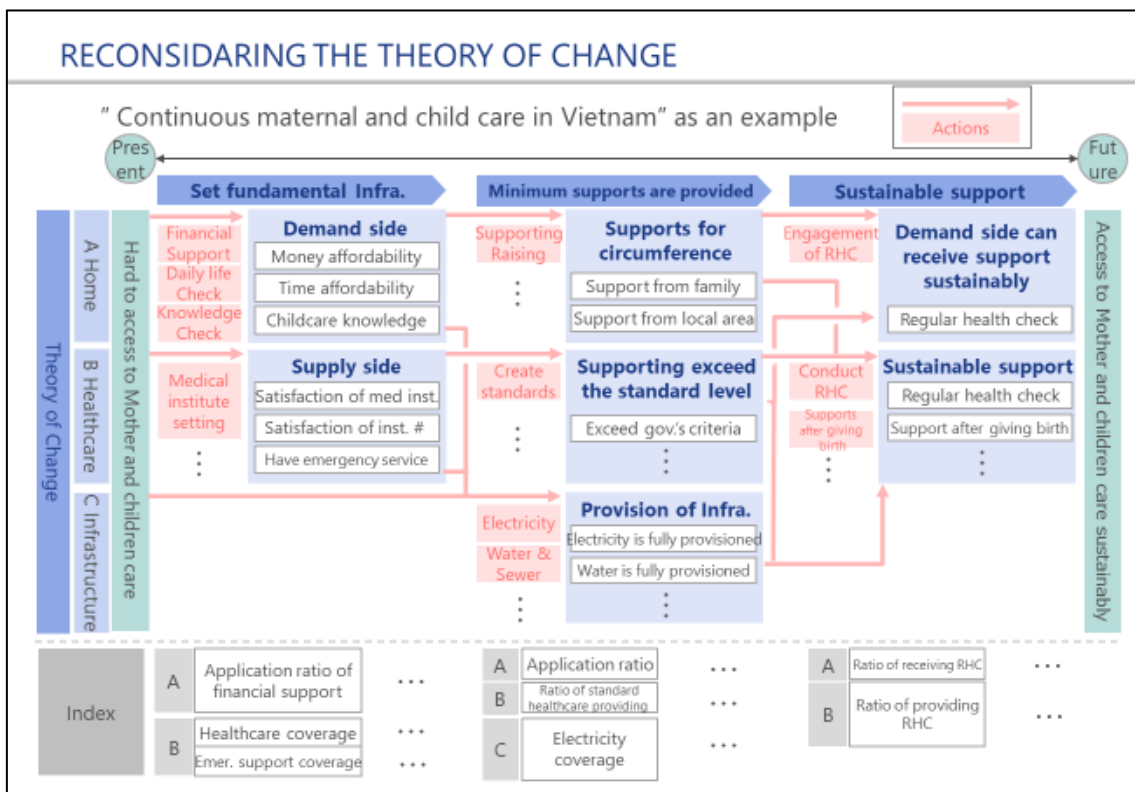 RECONSIDARING THE THEORY OF CHANGE
" Continuous maternal and child care in Vietnam" as an example
Actions
Pres
ent
Fut
ure
Set fundamental Infra.
Minimum supports are provided
Sustainable support
Theory of Change
A Home
B Healthcare
C Infrastructure
Hard to access to Mother and children care
Financial
Support
Daily life
Check
Knowledge
Check
Demand side
Money affordability
Time affordability
Childcare knowledge
Supporting
Raising
⋮
Supports for
circumference
Support from family
Support from local area
Engagement
of RHC
Demand side can
receive support
sustainably
Regular health check
Medical
institute
setting
⋮
Supply side
Satisfaction of med inst.
Satisfaction of inst. #
Have emergency service
Create
standards
⋮
Supporting exceed
the standard level
Exceed gov.'s criteria
⋮
Conduct
RHC
Supports
after giving
birth
⋮
Sustainable support
Regular health check
Support after giving birth
⋮
Electricity
Water &
Sewer
⋮
Provision of Infra.
Electricity is fully provisioned
Water is fully provisioned
⋮
Access to Mother and children care sustainably
Index
A
Application ratio of
financial support
...
B
Healthcare coverage
...
Emer. support coverage
...
A
Application ratio
...
B
Ratio of standard
healthcare providing
...
C
Electricity
coverage
...
A
Ratio of receiving RHC
...
B
Ratio of providing
RHC
...